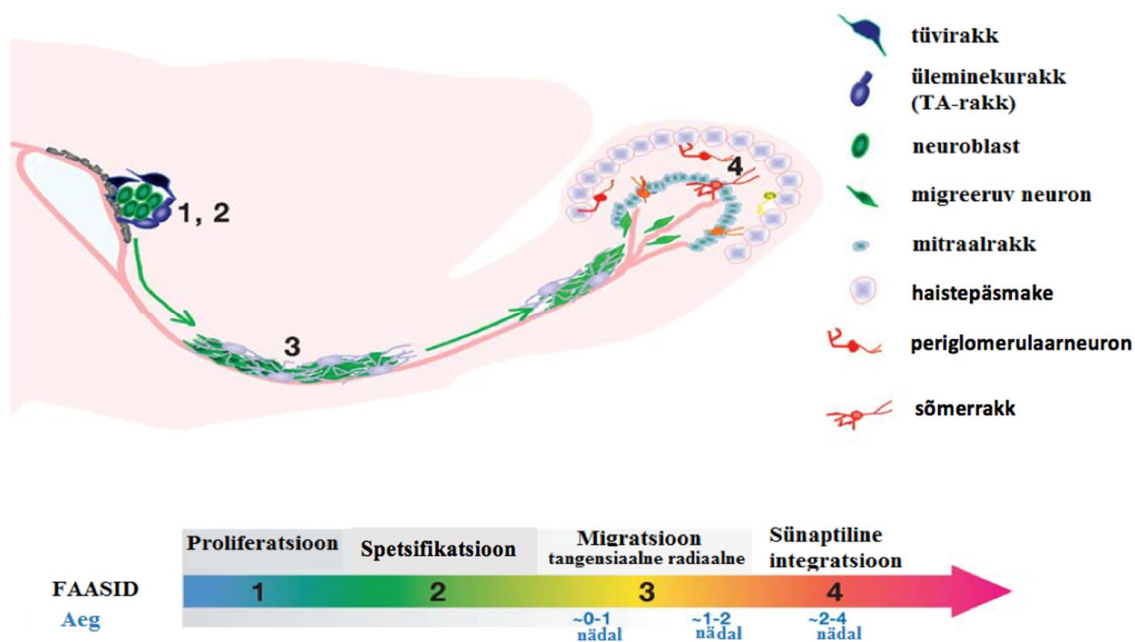 tüvirakk
üleminekurakk
(TA-rakk)
neuroblast
migreeruv neuron
mitraalrakk
haistepäsmake
periglomerulaarneuron
sõmerrakk
1, 2
3
4
Proliferatsioon
Spetsifikatsioon
Migratsioon
tangensiaalne radiaalne
Sünaptiline
integratsioon
FAASID
1
2
3
4
Aeg
~0-1
nädal
~1-2
nädal
~2-4
nädal